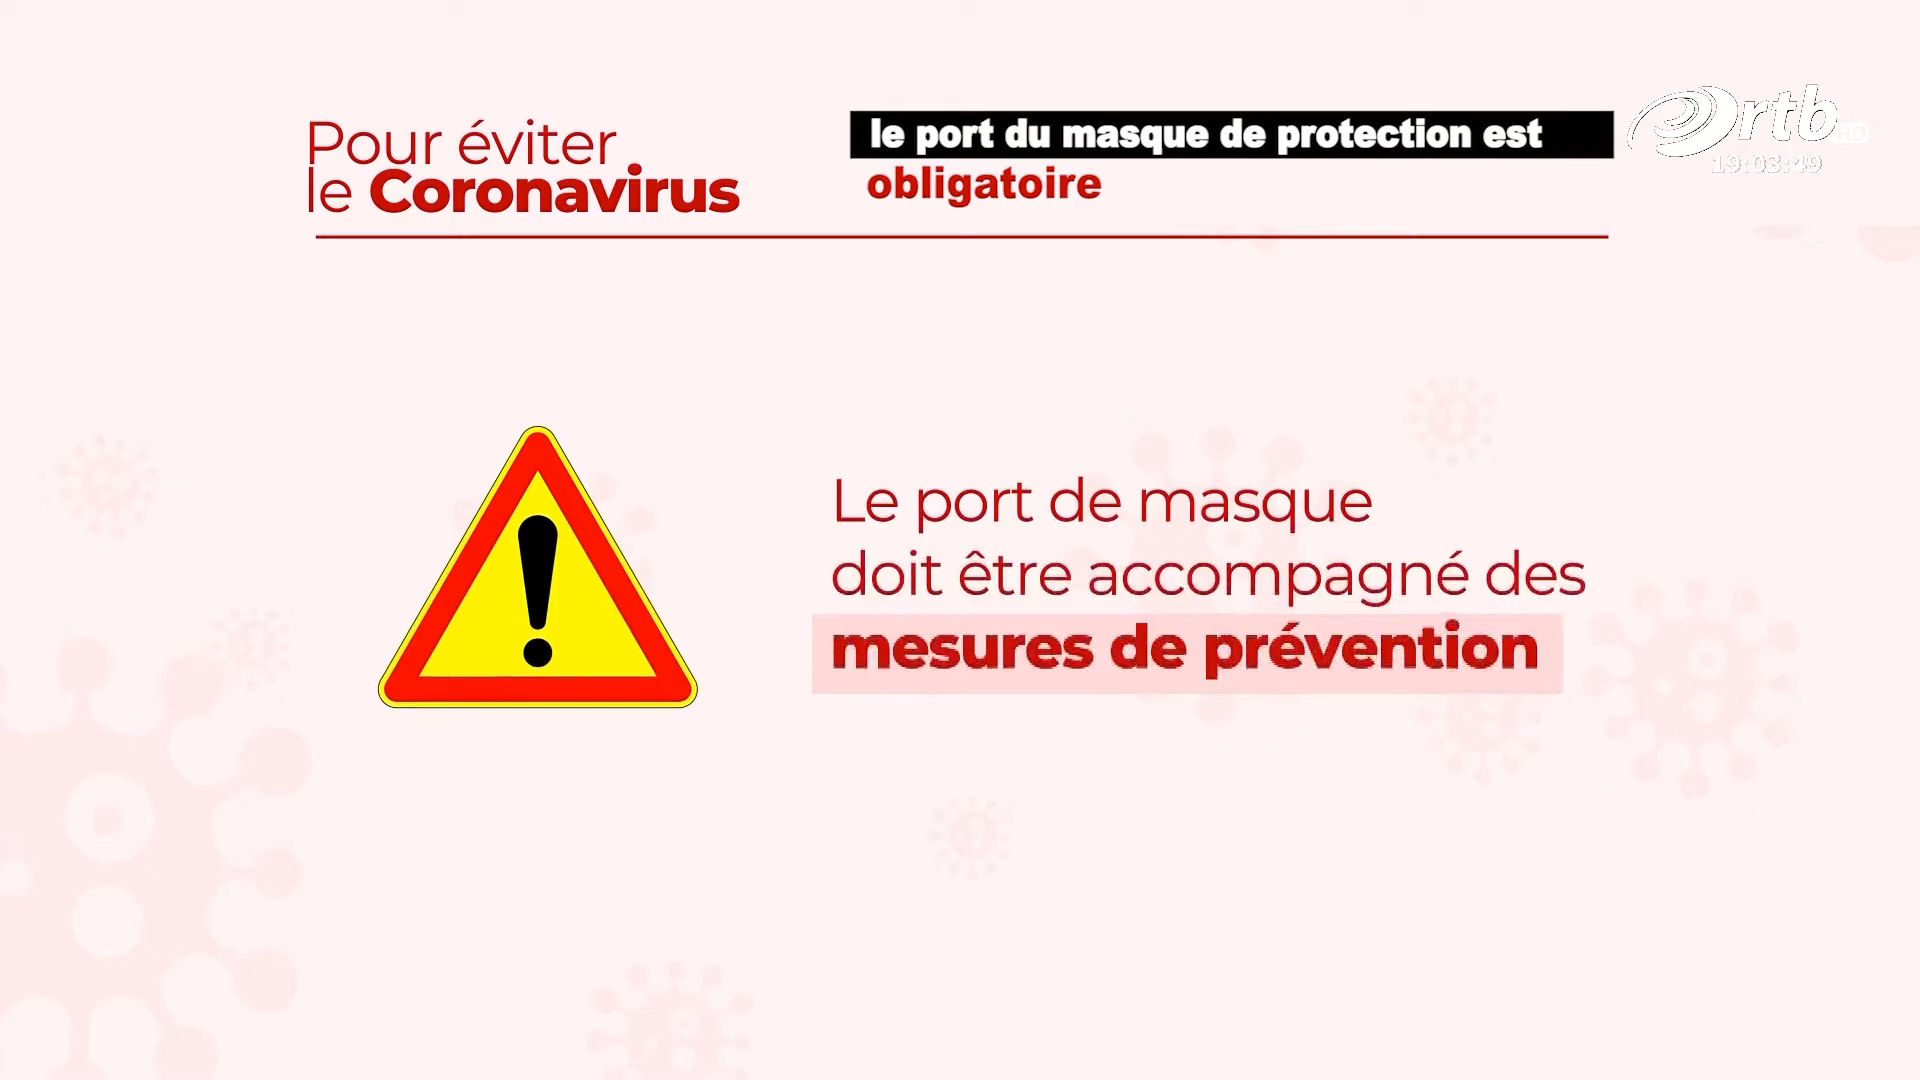 Pour éviter
le Coronavirus
le port du masque de protection est
obligatoire
rtb HD
19:03:49
Le port de masque
doit être accompagné des
mesures de prévention